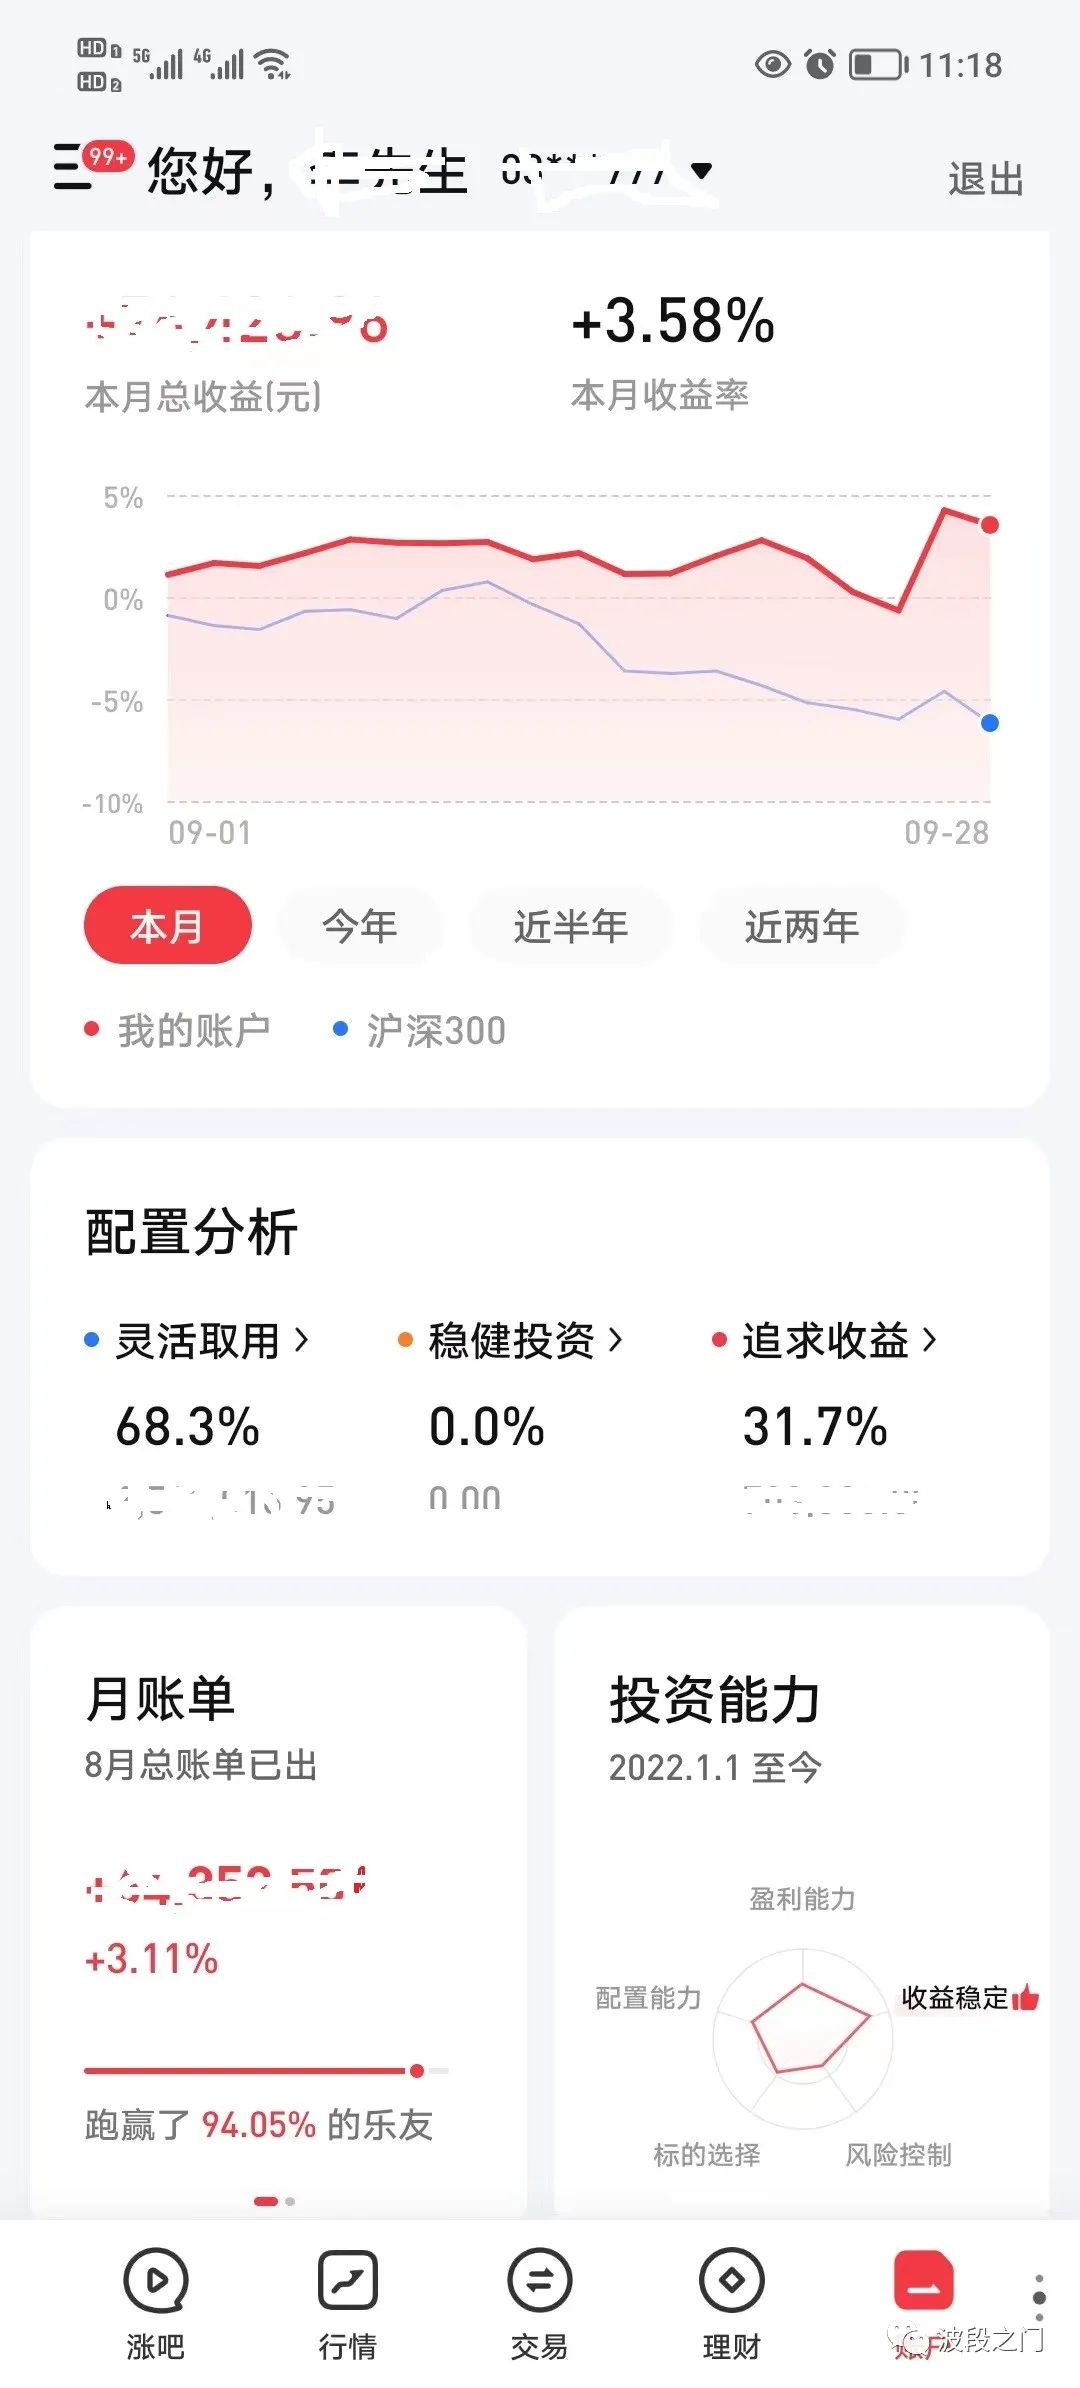 HD 1 5G 4G
HD 2
11:18
99+ 您好, 先生
退出
+3.58%
本月总收益(元)
本月收益率
5%
0%
-5%
-10%
09-01
09-28
本月
今年
近半年
近两年
我的账户
沪深300
配置分析
灵活取用 >
稳健投资 >
追求收益 >
68.3%
0.0%
31.7%
0.00
月账单
8月总账单已出
+3.11%
跑赢了 94.05% 的乐友
投资能力
2022.1.1 至今
盈利能力
配置能力
收益稳定
标的选择
风险控制
涨吧
行情
交易
理财
账户
波段之门